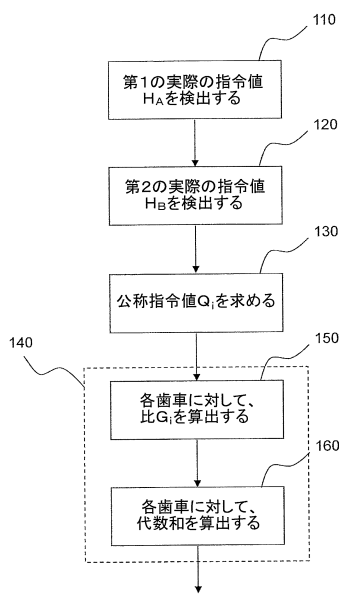 110
第1の実際の指令値
HAを検出する
120
第2の実際の指令値
HBを検出する
130
公称指令値Qiを求める
140
150
各歯車に対して、
比Giを算出する
160
各歯車に対して、
代数和を算出する